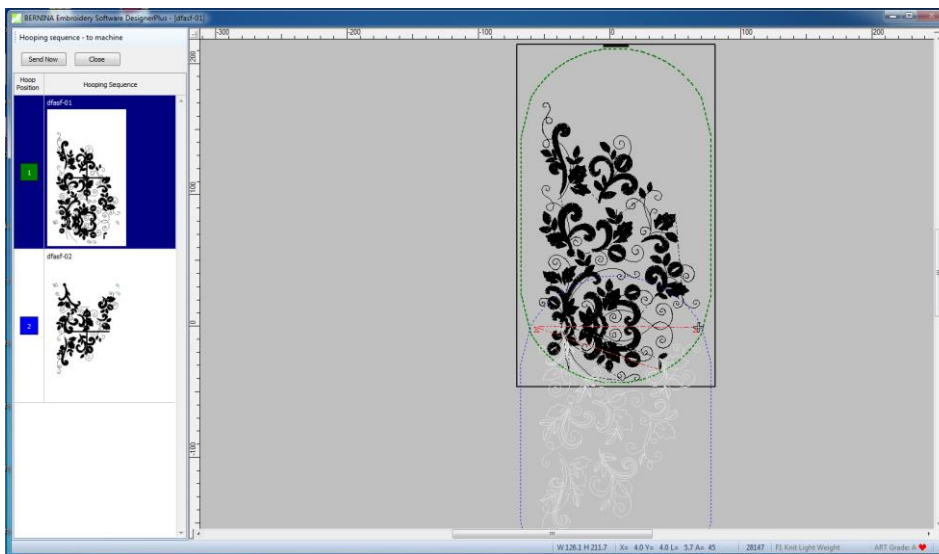 BERNINA Embroidery Software DesignerPlus - [dfasf-01]
Hooping sequence - to machine
Send Now
Close
Hoop Position
Hooping Sequence
dfasf-01
1
dfasf-02
2
-300
-200
-100
0
100
200
200
100
0
-100
W 126.1 H 211.7
X= 4.0 Y= 4.0 L= 5.7 A= 45
28147
F1 Knit Light Weight
ART Grade: A